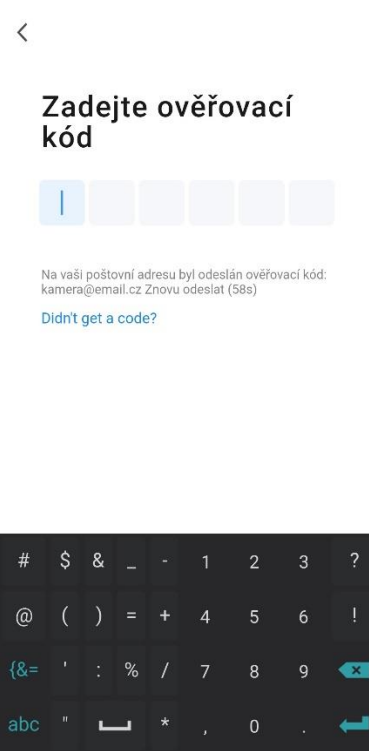 Zadejte ověřovací
kód
Na vaši poštovní adresu byl odeslán ověřovací kód:
kamera@email.cz Znovu odeslat (58s)
Didn't get a code?
# $ & _ - 1 2 3 ?
@ ( ) = + 4 5 6 !
{&= ' : % / 7 8 9
abc " * , 0 .